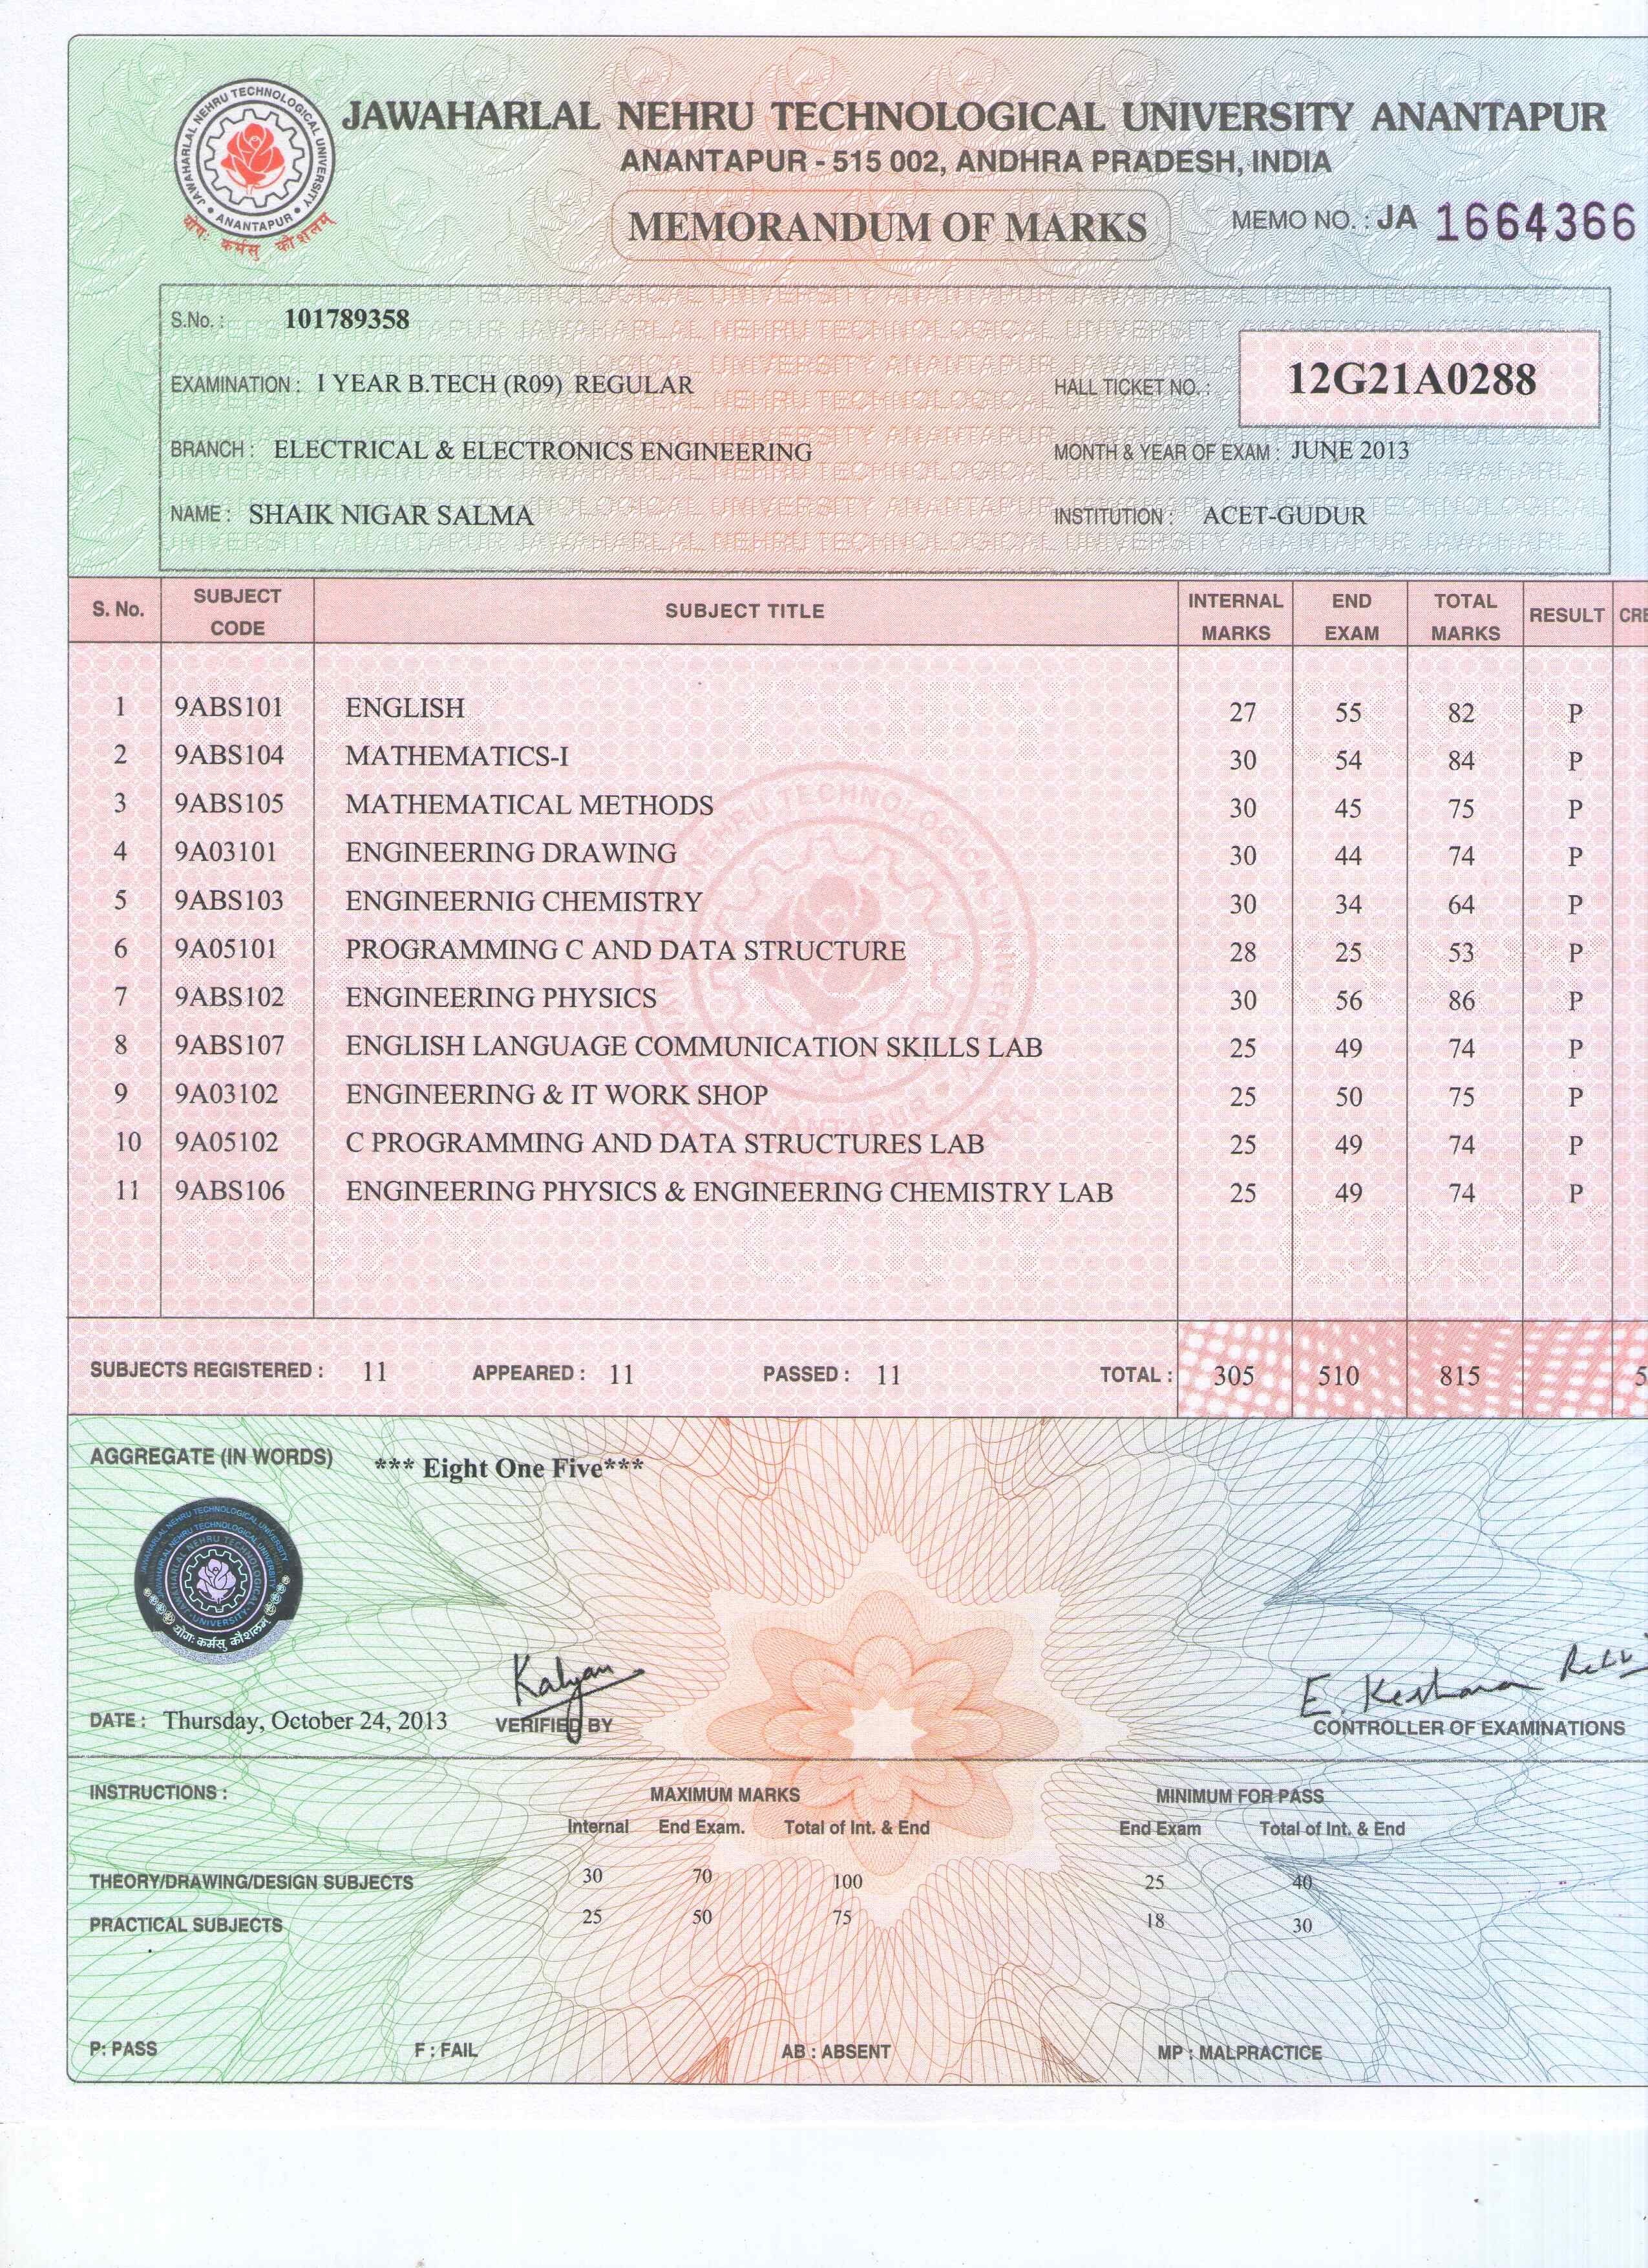 JAWAHARLAL NEHRU TECHNOLOGICAL UNIVERSITY ANANTAPUR
ANANTAPUR - 515 002, ANDHRA PRADESH, INDIA
JAWAHARLAL NEHRU TECHNOLOGICAL UNIVERSITY
• ANANTAPUR •
योगः कर्मसु कौशलम्
MEMORANDUM OF MARKS
MEMO NO. : JA 1664366
S.No. : 101789358
EXAMINATION : I YEAR B.TECH (R09) REGULAR
HALL TICKET NO. : 12G21A0288
BRANCH : ELECTRICAL & ELECTRONICS ENGINEERING
MONTH & YEAR OF EXAM : JUNE 2013
NAME : SHAIK NIGAR SALMA
INSTITUTION : ACET-GUDUR
S. No. SUBJECT CODE SUBJECT TITLE INTERNAL MARKS END EXAM TOTAL MARKS RESULT CRE
1 9ABS101 ENGLISH 27 55 82 P
2 9ABS104 MATHEMATICS-I 30 54 84 P
3 9ABS105 MATHEMATICAL METHODS 30 45 75 P
4 9A03101 ENGINEERING DRAWING 30 44 74 P
5 9ABS103 ENGINEERNIG CHEMISTRY 30 34 64 P
6 9A05101 PROGRAMMING C AND DATA STRUCTURE 28 25 53 P
7 9ABS102 ENGINEERING PHYSICS 30 56 86 P
8 9ABS107 ENGLISH LANGUAGE COMMUNICATION SKILLS LAB 25 49 74 P
9 9A03102 ENGINEERING & IT WORK SHOP 25 50 75 P
10 9A05102 C PROGRAMMING AND DATA STRUCTURES LAB 25 49 74 P
11 9ABS106 ENGINEERING PHYSICS & ENGINEERING CHEMISTRY LAB 25 49 74 P
SUBJECTS REGISTERED : 11 APPEARED : 11 PASSED : 11 TOTAL : 305 510 815 5
AGGREGATE (IN WORDS) *** Eight One Five***
JAWAHARLAL NEHRU TECHNOLOGICAL UNIVERSITY
योगः कर्मसु कौशलम्
Kalyan
E. Keshava
DATE : Thursday, October 24, 2013
VERIFIED BY
CONTROLLER OF EXAMINATIONS
INSTRUCTIONS :
MAXIMUM MARKS
MINIMUM FOR PASS
Internal End Exam. Total of Int. & End End Exam Total of Int. & End
THEORY/DRAWING/DESIGN SUBJECTS 30 70 100 25 40
PRACTICAL SUBJECTS 25 50 75 18 30
P: PASS F : FAIL AB : ABSENT MP : MALPRACTICE